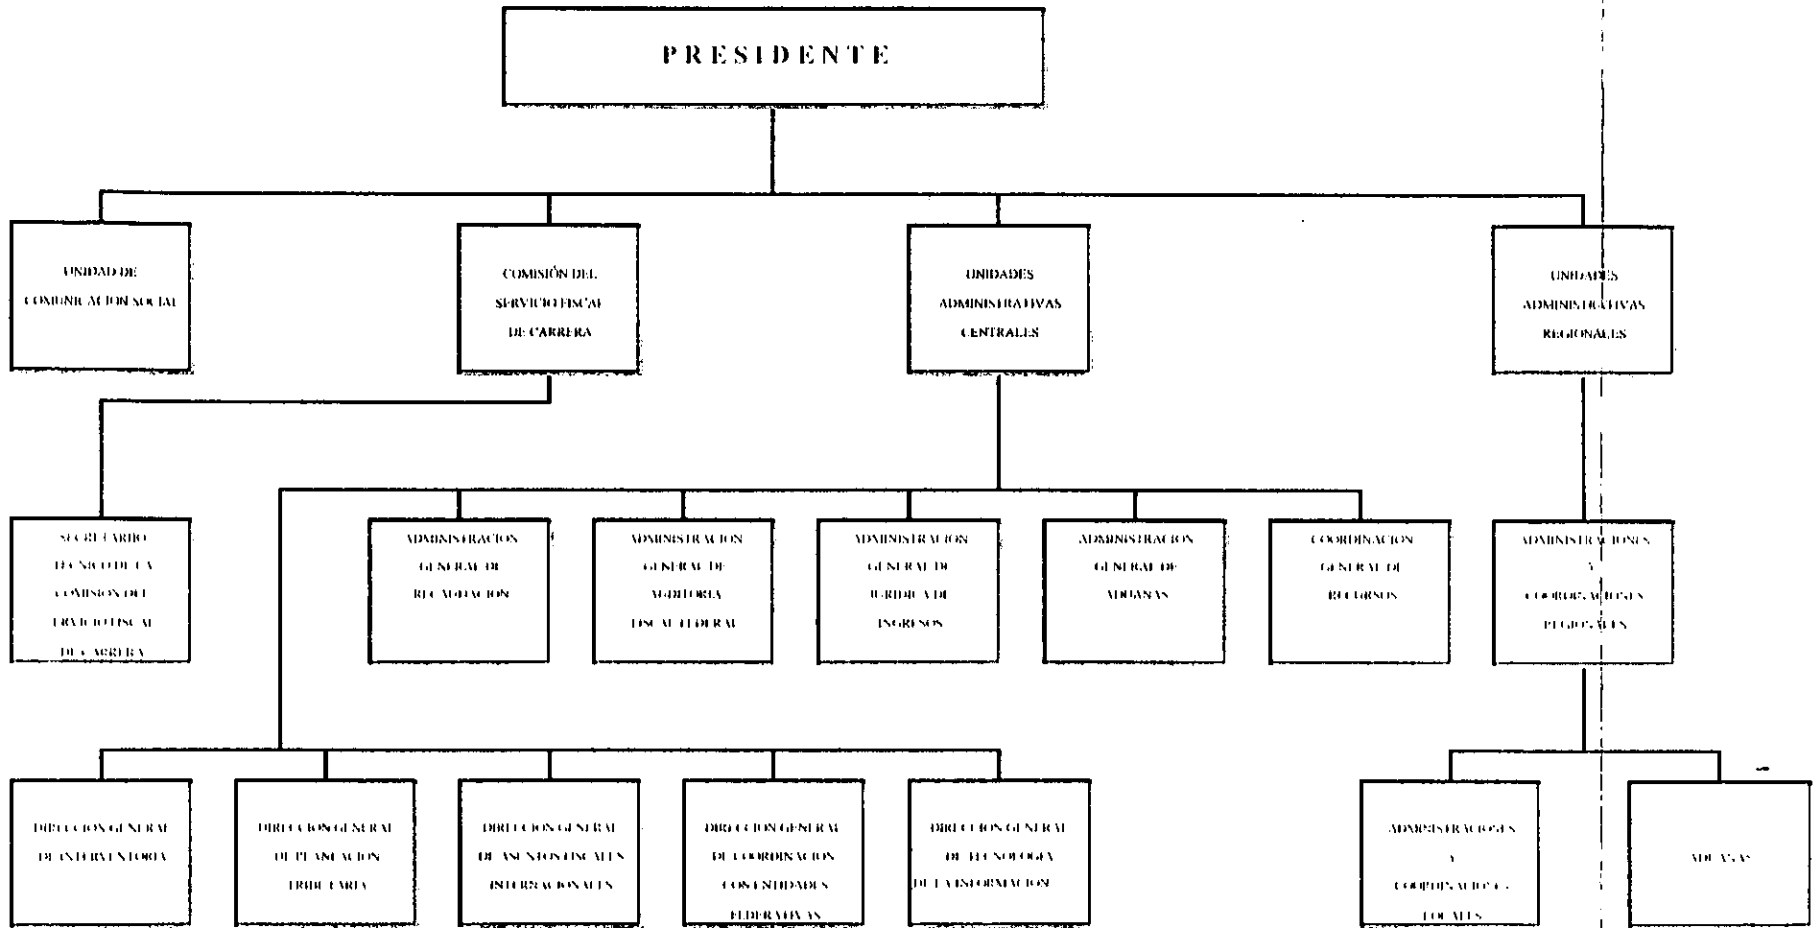 PRESIDENTE
UNIDAD DE
COMUNICACION SOCIAL
COMISIÓN DEL
SERVICIO FISCAL
DE CARRERA
UNIDADES
ADMINISTRATIVAS
CENTRALES
UNIDADES
ADMINISTRATIVAS
REGIONALES
SECRETARIO
TECNICO DE LA
COMISION DEL
ERVICIO FISCAL
DE CARRERA
ADMINISTRACION
GENERAL DE
RECAUDACION
ADMINISTRACION
GENERAL DE
AUDITORIA
FISCAL FEDERAL
ADMINISTRACION
GENERAL DE
JURIDICA DE
INGRESOS
ADMINISTRACION
GENERAL DE
ADUANAS
COORDINACION
GENERAL DE
RECURSOS
ADMINISTRACIONES
Y
COORDINACIONES
REGIONALES
DIRECCION GENERAL
DE INTERVENTORIA
DIRECCION GENERAL
DE PLANEACION
TRIBUTARIA
DIRECCION GENERAL
DE ASUNTOS FISCALES
INTERNACIONALES
DIRECCION GENERAL
DE COORDINACION
CON ENTIDADES
FEDERATIVAS
DIRECCION GENERAL
DE TECNOLOGIA
DE LA INFORMACION
ADMINISTRACIONES
Y
COORDINACIONES
LOCALES
ADUANAS